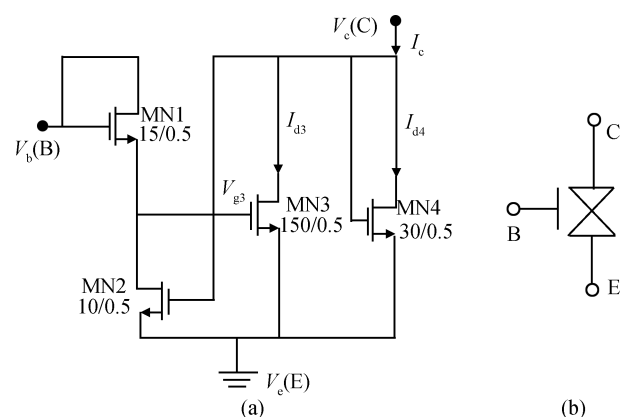 Vc(C)
Ic
MN1
15/0.5
Vb(B)
Id3
Id4
Vg3
MN3
150/0.5
MN4
30/0.5
MN2
10/0.5
Ve(E)
(a)
C
B
E
(b)